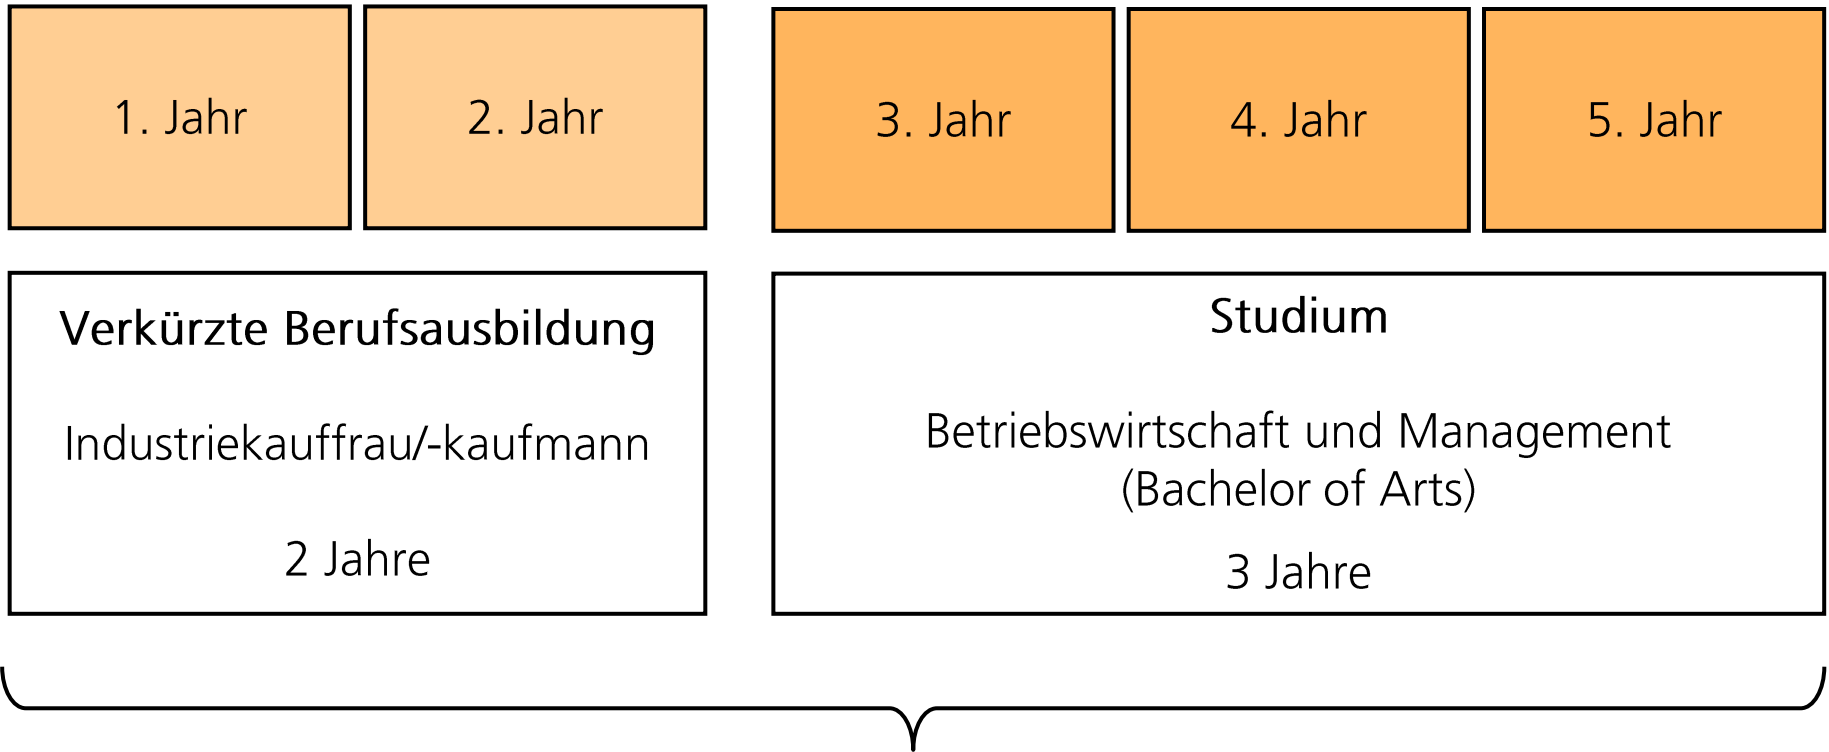 1. Jahr
2. Jahr
3. Jahr
4. Jahr
5. Jahr
Verkürzte Berufsausbildung
Industriekauffrau/-kaufmann
2 Jahre
Studium
Betriebswirtschaft und Management
(Bachelor of Arts)
3 Jahre